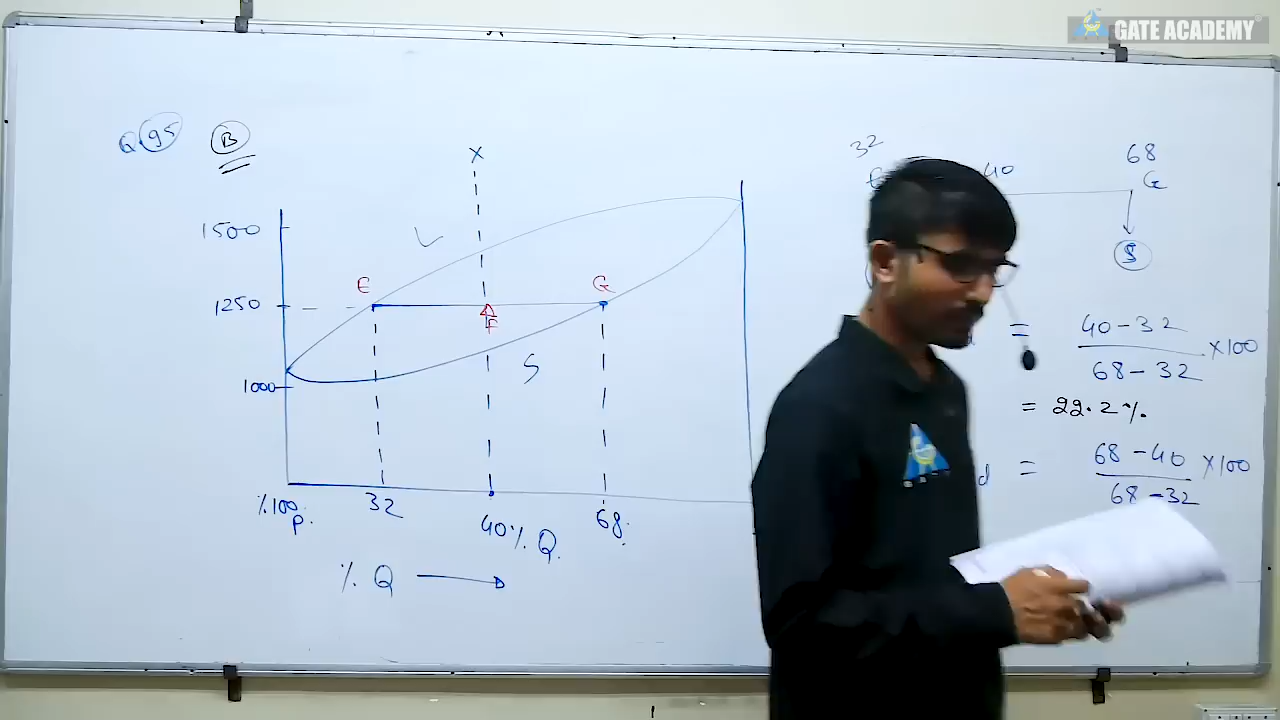 GATE ACADEMY
Q.95 B
X
1500
L
E
1250
G
F
S
1000
%100 P.
32
40% Q.
68.
% Q
32
40
68
G
S
= 40-32 / 68-32 ×100
= 22.2%.
d = 68-40 / 68-32 ×100